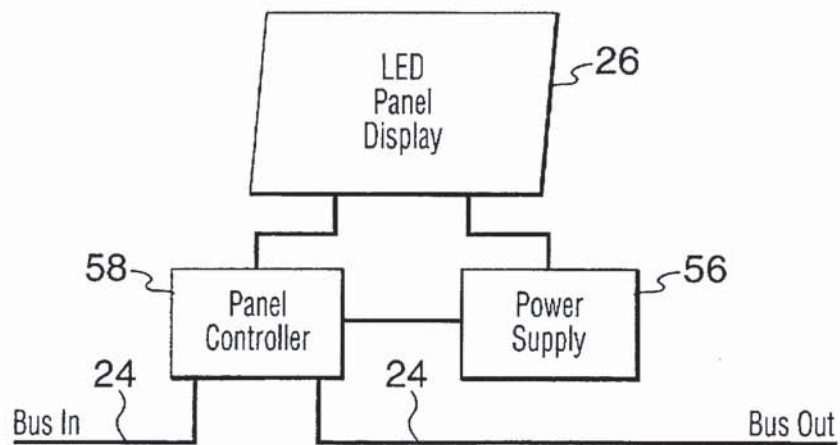 LED
Panel
Display
26
58
Panel
Controller
56
Power
Supply
24
24
Bus In
Bus Out